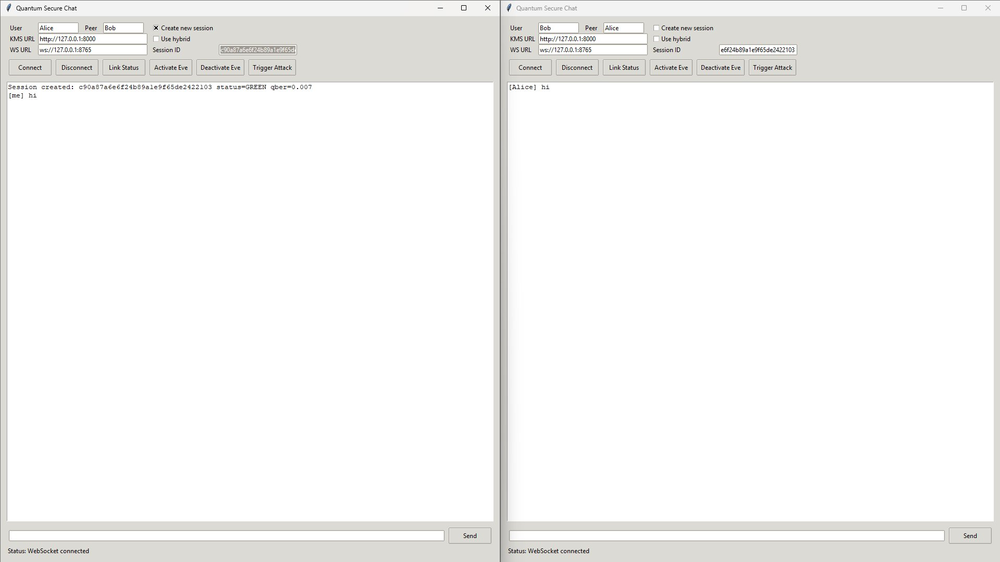 Quantum Secure Chat
User Alice Peer Bob Create new session
KMS URL http://127.0.0.1:8000 Use hybrid
WS URL ws://127.0.0.1:8765 Session ID c90a87a6e6f24b89a1e9f65d
Connect Disconnect Link Status Activate Eve Deactivate Eve Trigger Attack
Session created: c90a87a6e6f24b89a1e9f65de2422103 status=GREEN qber=0.007
[me] hi
Send
Status: WebSocket connected
Quantum Secure Chat
User Bob Peer Alice Create new session
KMS URL http://127.0.0.1:8000 Use hybrid
WS URL ws://127.0.0.1:8765 Session ID e6f24b89a1e9f65de2422103
Connect Disconnect Link Status Activate Eve Deactivate Eve Trigger Attack
[Alice] hi
Send
Status: WebSocket connected